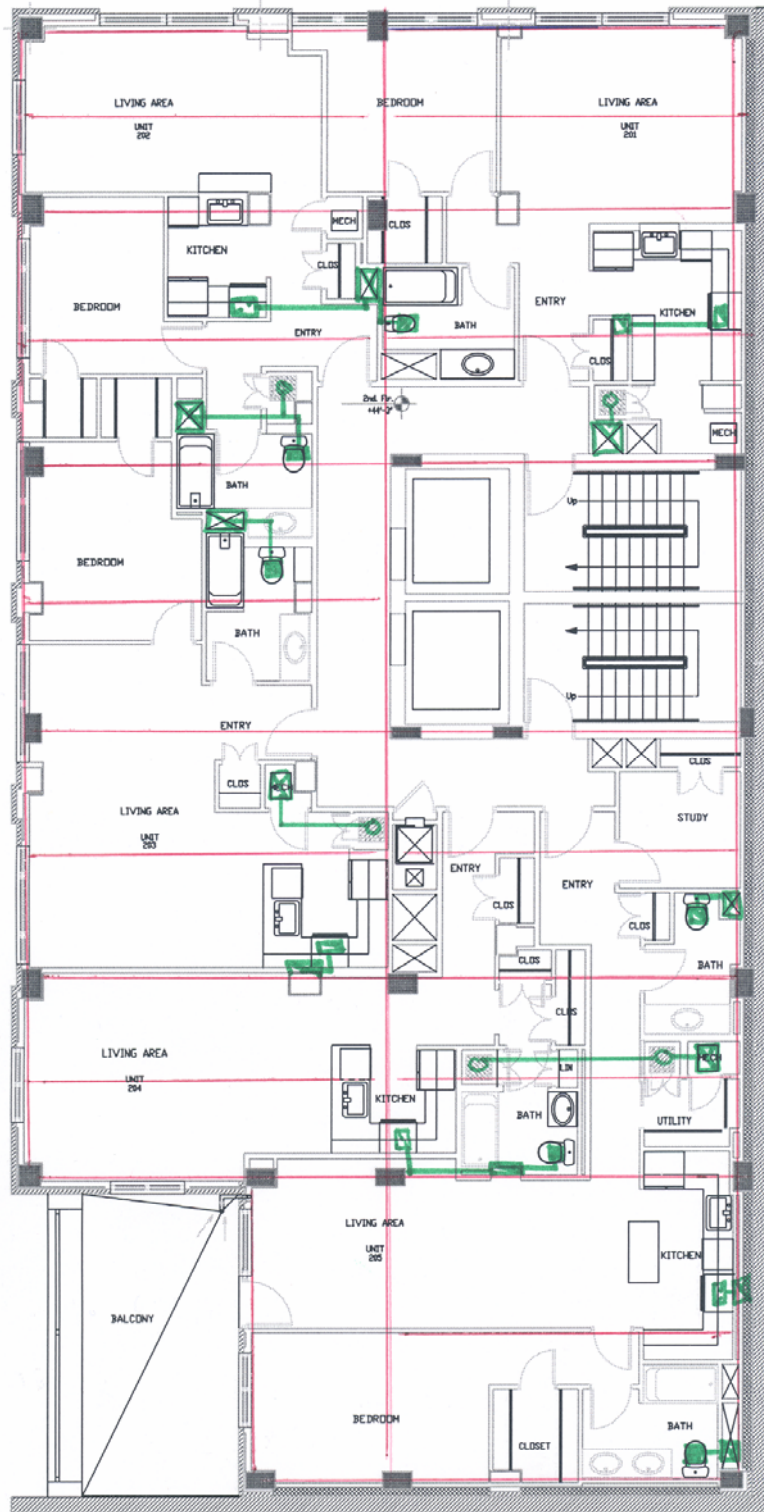 LIVING AREA
UNIT
202
BEDROOM
LIVING AREA
UNIT
201
MECH
CLOS
KITCHEN
CLOS
BEDROOM
ENTRY
KITCHEN
ENTRY
BATH
CLOS
2nd. Flr.
+44'-0"
MECH
BATH
Up
BEDROOM
BATH
Up
ENTRY
CLOS
CLOS
MECH
LIVING AREA
UNIT
203
STUDY
ENTRY
ENTRY
CLOS
CLOS
CLOS
BATH
CLOS
LIVING AREA
UNIT
204
MECH
LIN
KITCHEN
BATH
UTILITY
LIVING AREA
UNIT
205
KITCHEN
BALCONY
BEDROOM
CLOSET
BATH